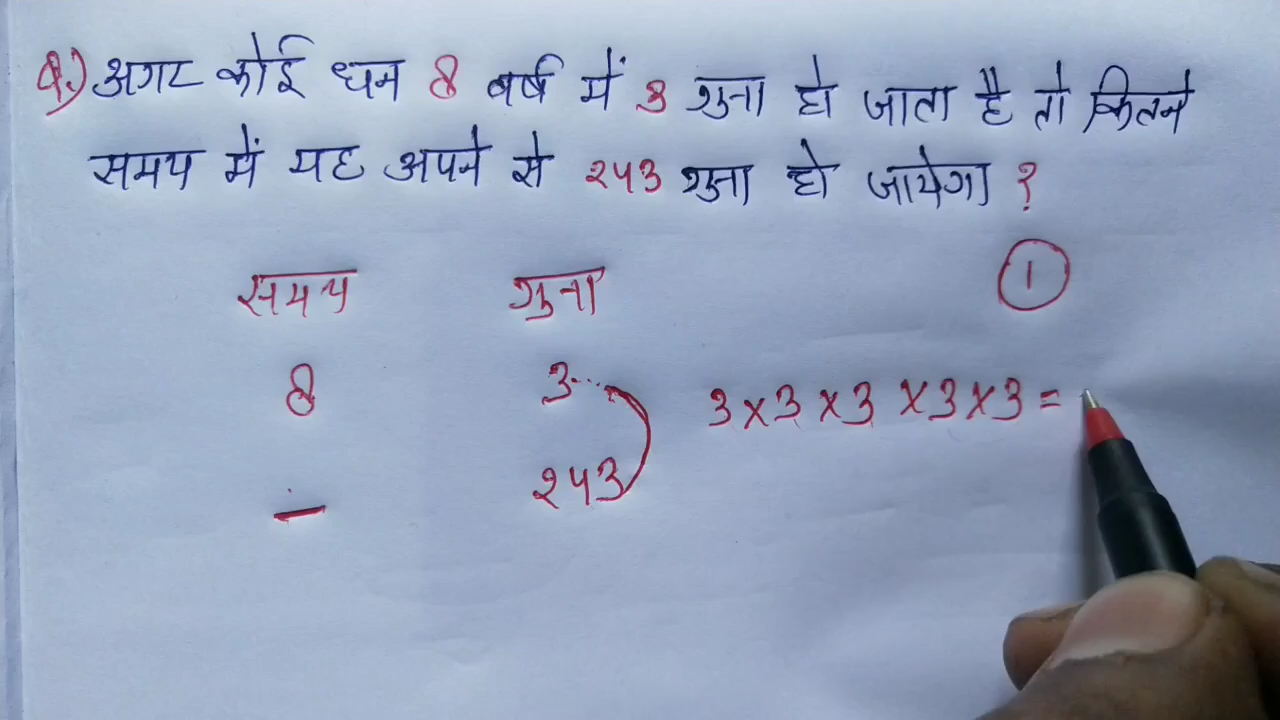 Q.) अगर कोई धन 8 वर्ष में 3 गुना हो जाता है तो कितने
समय में यह अपने से 243 गुना हो जायेगा ?
1
समय गुना
8 3... 3×3×3×3×3=
— 243